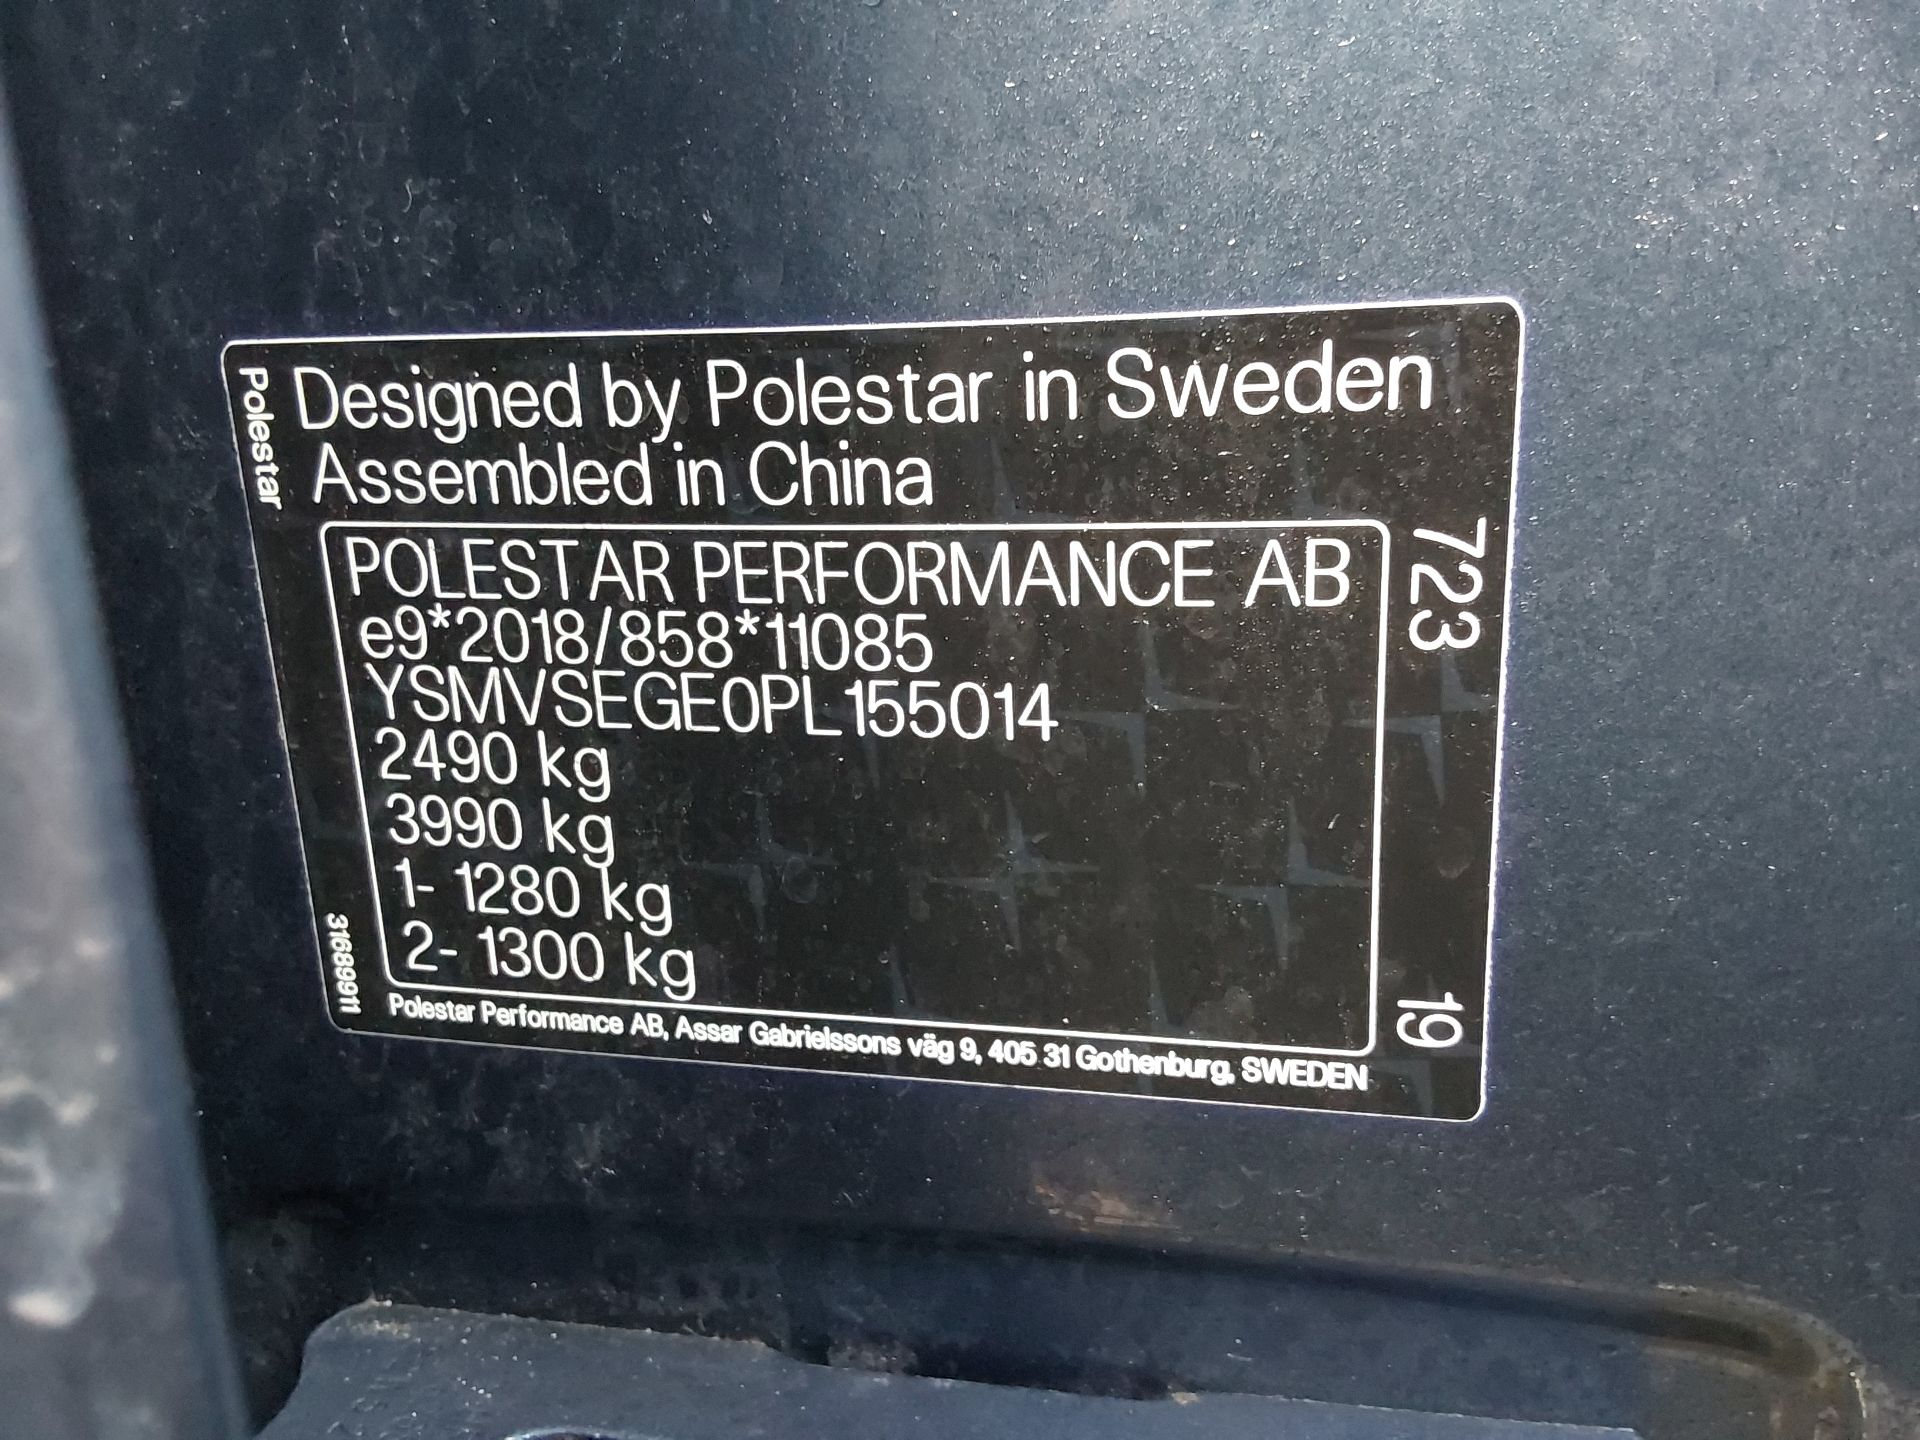 Polestar
Designed by Polestar in Sweden
Assembled in China
POLESTAR PERFORMANCE AB
e9*2018/858*11085
YSMVSEGE0PL155014
2490 kg
3990 kg
1- 1280 kg
2- 1300 kg
723
19
31689911
Polestar Performance AB, Assar Gabrielssons väg 9, 405 31 Gothenburg, SWEDEN